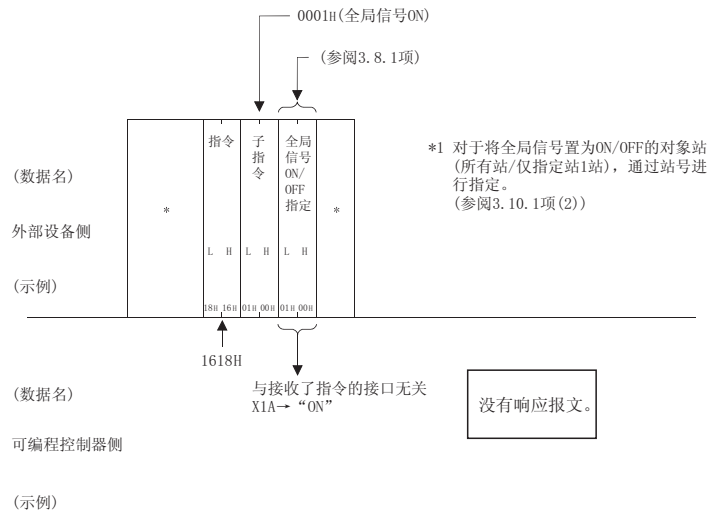 0001H(全局信号ON)
(参阅3.8.1项)
指令
子
指
令
全局
信号
ON/
OFF
指定
*1 对于将全局信号置为ON/OFF的对象站
(所有站/仅指定站1站)，通过站号进
行指定。
(参阅3.10.1项(2))
(数据名)
*
*
外部设备侧
L H L H L H
(示例)
18H 16H 01H 00H 01H 00H
1618H
(数据名)
与接收了指令的接口无关
X1A→“ON”
没有响应报文。
可编程控制器侧
(示例)